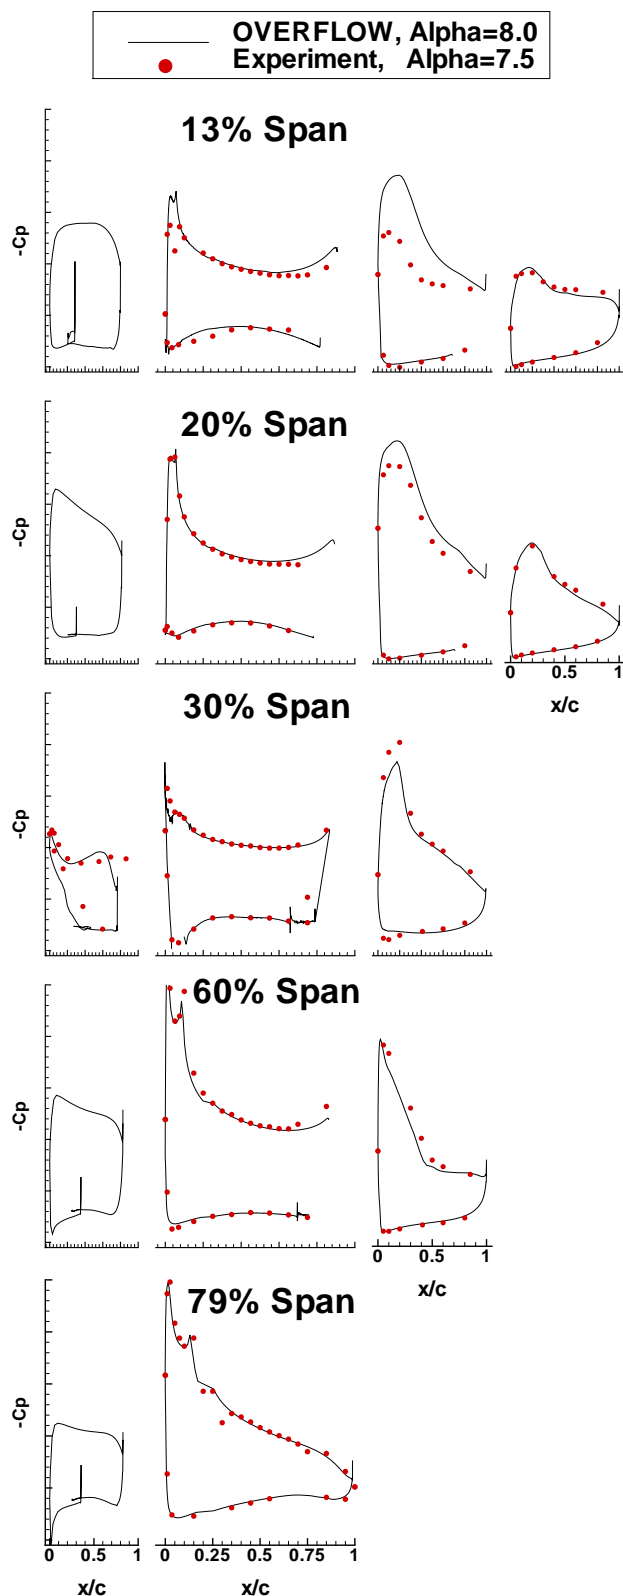 OVERFLOW, Alpha=8.0
Experiment, Alpha=7.5
13% Span
-Cp
20% Span
-Cp
0 0.5 1
x/c
30% Span
-Cp
60% Span
-Cp
0 0.5 1
x/c
79% Span
-Cp
0 0.5 1
0 0.25 0.5 0.75 1
x/c
x/c